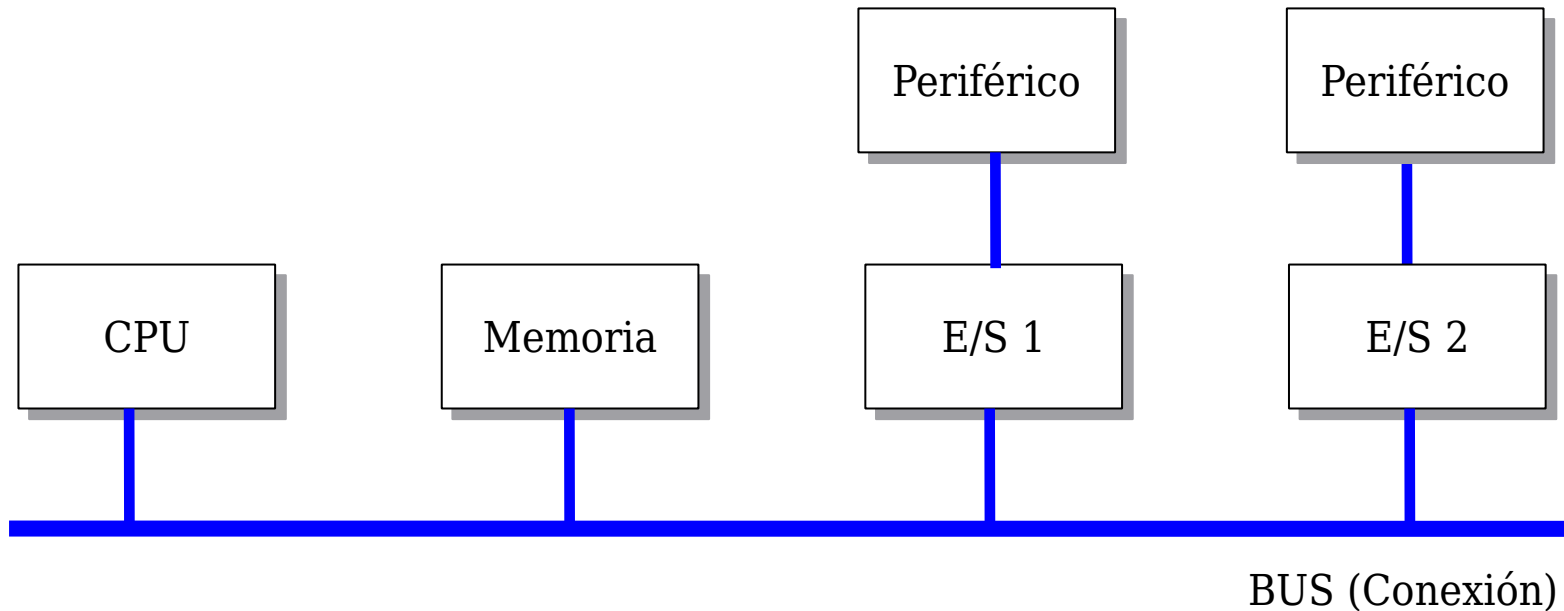 Periférico
Periférico
CPU
Memoria
E/S 1
E/S 2
BUS (Conexión)